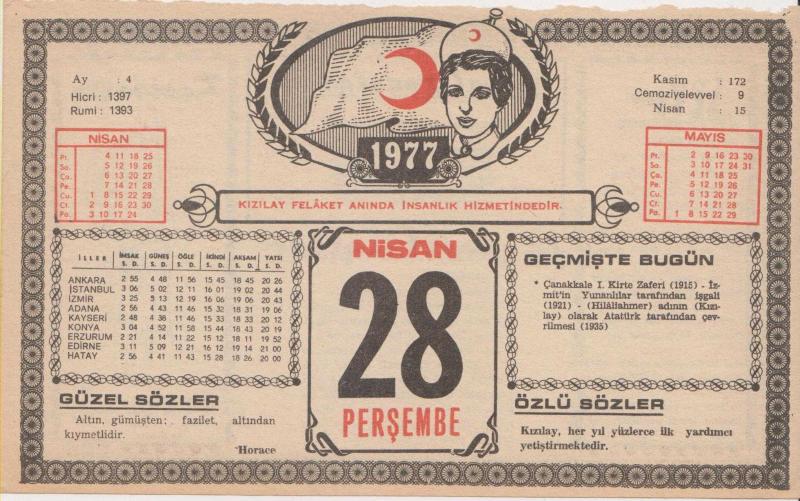 Ay : 4
Hicri : 1397
Rumi : 1393
Kasım : 172
Cemaziyelevvel : 9
Nisan : 15
1977
NİSAN
Pt. 4 11 18 25
Sa. 5 12 19 26
Ça. 6 13 20 27
Pe. 7 14 21 28
Cu. 1 8 15 22 29
Ct. 2 9 16 23 30
Pa. 3 10 17 24
MAYIS
Pt. 2 9 16 23 30
Sa. 3 10 17 24 31
Ça. 4 11 18 25
Pe. 5 12 19 26
Cu. 6 13 20 27
Ct. 7 14 21 28
Pa. 1 8 15 22 29
KIZILAY FELÂKET ANINDA İNSANLIK HİZMETİNDEDİR.
İLLER İMSAK GÜNEŞ ÖĞLE İKİNDİ AKŞAM YATSI
S. D. S. D. S. D. S. D. S. D. S. D.
ANKARA 2 55 4 48 11 56 15 45 18 45 20 26
İSTANBUL 3 06 5 02 12 11 16 01 19 02 20 44
İZMİR 3 25 5 13 12 19 16 06 19 06 20 43
ADANA 2 56 4 43 11 46 15 32 18 31 19 06
KAYSERİ 2 48 4 38 11 46 15 33 18 33 20 12
KONYA 3 04 4 52 11 58 15 44 18 43 20 19
ERZURUM 2 21 4 14 11 22 15 12 18 14 19 52
EDİRNE 3 11 5 09 12 21 16 12 19 14 21 00
HATAY 2 56 4 41 11 43 15 28 18 26 20 00
NİSAN
28
PERŞEMBE
GEÇMİŞTE BUGÜN
* Çanakkale I. Kirte Zaferi (1915) - İz-
mit'in Yunanlılar tarafından işgali
(1921) - (Hilâliahmer) adının (Kız-
lay) olarak Atatürk tarafından çev-
rilmesi (1935)
GÜZEL SÖZLER
Altın, gümüşten; fazilet, altından
kıymetlidir.
Horace
ÖZLÜ SÖZLER
Kızılay, her yıl yüzlerce ilk yardımcı
yetiştirmektedir.